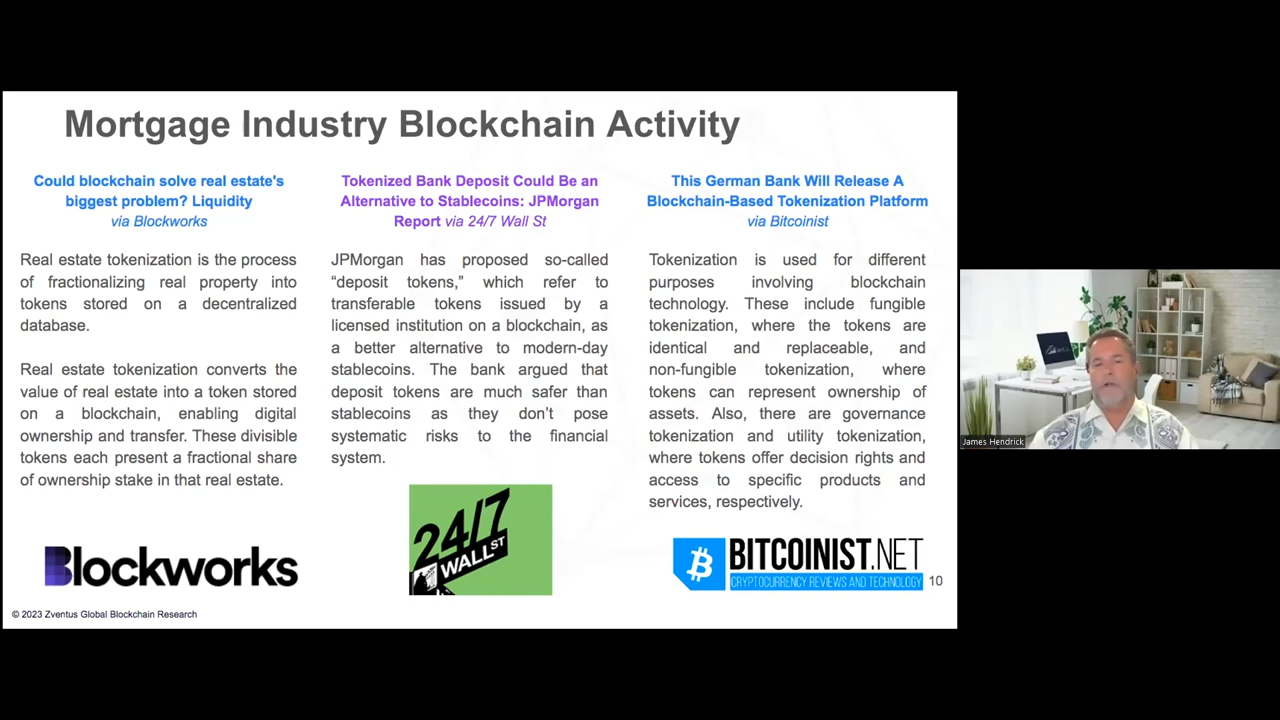 Mortgage Industry Blockchain Activity
Could blockchain solve real estate's
biggest problem? Liquidity
via Blockworks
Real estate tokenization is the process
of fractionalizing real property into
tokens stored on a decentralized
database.
Real estate tokenization converts the
value of real estate into a token stored
on a blockchain, enabling digital
ownership and transfer. These divisible
tokens each present a fractional share
of ownership stake in that real estate.
Blockworks
Tokenized Bank Deposit Could Be an
Alternative to Stablecoins: JPMorgan
Report via 24/7 Wall St
JPMorgan has proposed so-called
“deposit tokens,” which refer to
transferable tokens issued by a
licensed institution on a blockchain, as
a better alternative to modern-day
stablecoins. The bank argued that
deposit tokens are much safer than
stablecoins as they don’t pose
systematic risks to the financial
system.
24/7
WALL ST
This German Bank Will Release A
Blockchain-Based Tokenization Platform
via Bitcoinist
Tokenization is used for different
purposes involving blockchain
technology. These include fungible
tokenization, where the tokens are
identical and replaceable, and
non-fungible tokenization, where
tokens can represent ownership of
assets. Also, there are governance
tokenization and utility tokenization,
where tokens offer decision rights and
access to specific products and
services, respectively.
BITCOINIST.NET
CRYPTOCURRENCY REVIEWS AND TECHNOLOGY
10
© 2023 Zventus Global Blockchain Research
James Hendrick